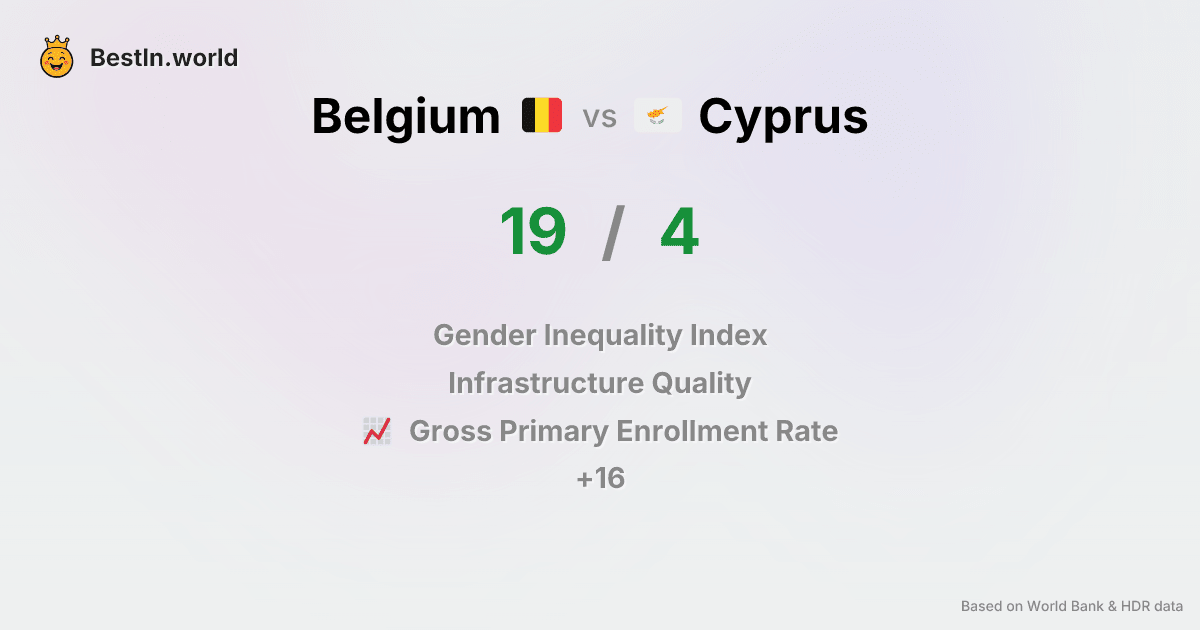 BestIn.world
Belgium vs Cyprus
19 / 4
Gender Inequality Index
Infrastructure Quality
Gross Primary Enrollment Rate
+16
Based on World Bank & HDR data